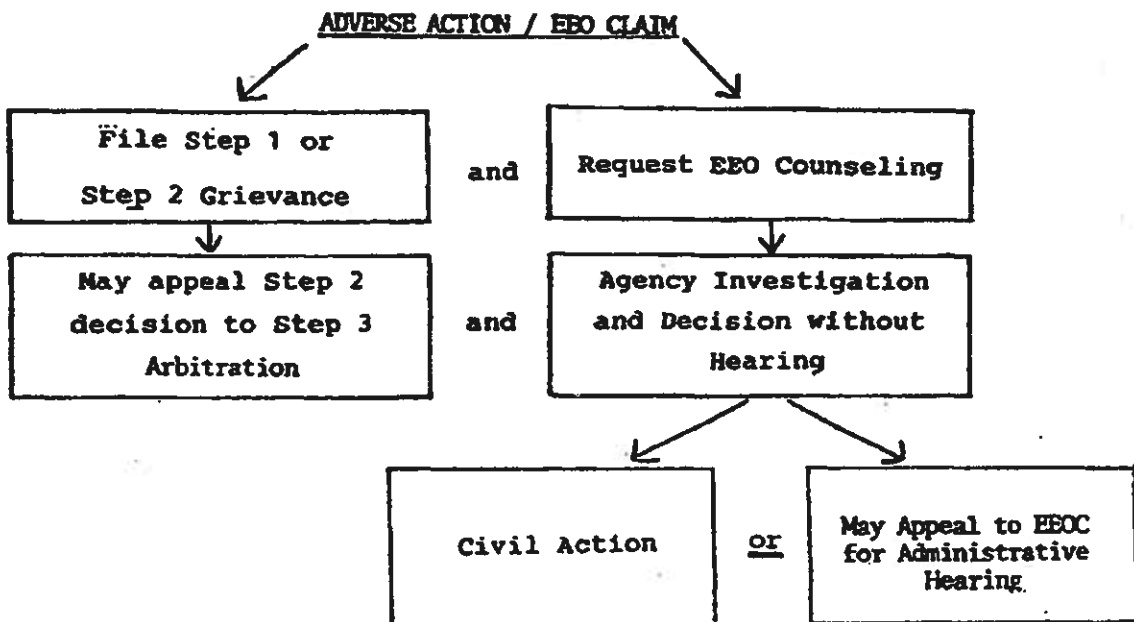 ADVERSE ACTION / EEO CLAIM
File Step 1 or
Step 2 Grievance
and
Request EEO Counseling
May appeal Step 2
decision to Step 3
Arbitration
and
Agency Investigation
and Decision without
Hearing
Civil Action
or
May Appeal to EEOC
for Administrative
Hearing